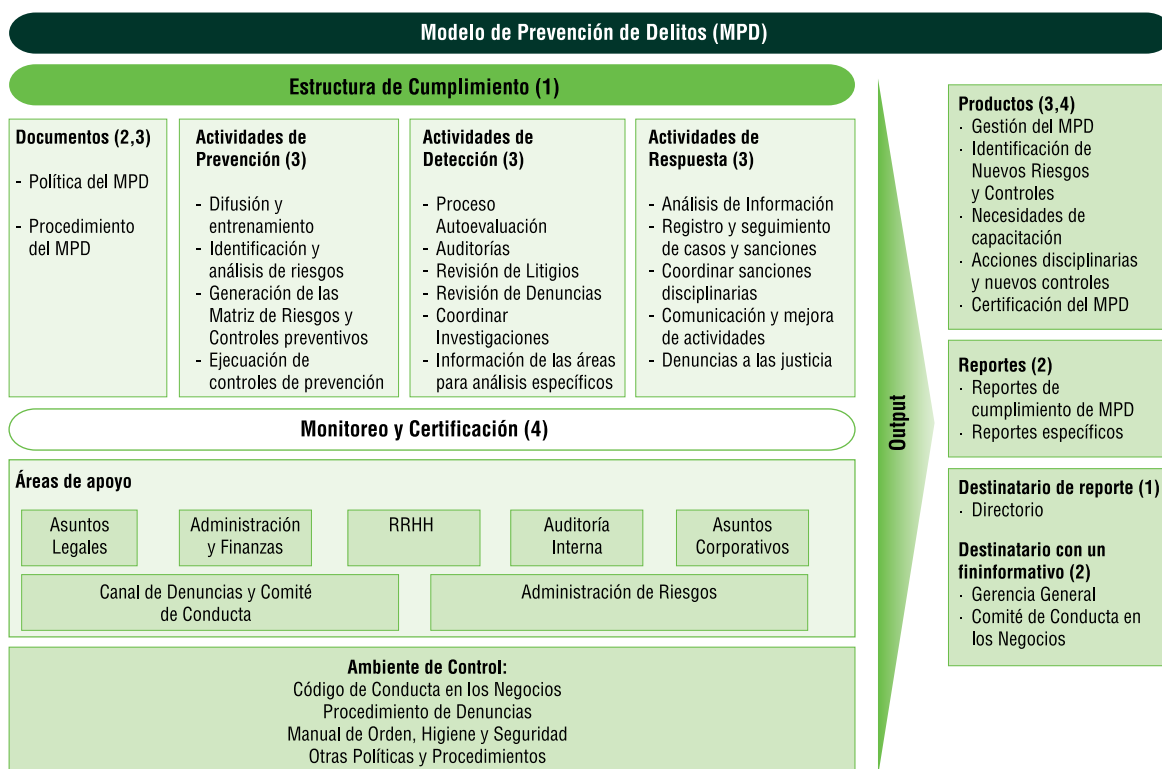 Modelo de Prevención de Delitos (MPD)
Estructura de Cumplimiento (1)
Documentos (2,3)
- Política del MPD
- Procedimiento
del MPD
Actividades de
Prevención (3)
- Difusión y
entrenamiento
- Identificación y
análisis de riesgos
- Generación de las
Matriz de Riesgos y
Controles preventivos
- Ejecuación de
controles de prevención
Actividades de
Detección (3)
- Proceso
Autoevaluación
- Auditorías
- Revisión de Litigios
- Revisión de Denuncias
- Coordinar
Investigaciones
- Información de las áreas
para análisis específicos
Actividades de
Respuesta (3)
- Análisis de Información
- Registro y seguimiento
de casos y sanciones
- Coordinar sanciones
disciplinarias
- Comunicación y mejora
de actividades
- Denuncias a las justicia
Monitoreo y Certificación (4)
Áreas de apoyo
Asuntos
Legales
Administración
y Finanzas
RRHH
Auditoría
Interna
Asuntos
Corporativos
Canal de Denuncias y Comité
de Conducta
Administración de Riesgos
Ambiente de Control:
Código de Conducta en los Negocios
Procedimiento de Denuncias
Manual de Orden, Higiene y Seguridad
Otras Políticas y Procedimientos
Output
Productos (3,4)
· Gestión del MPD
· Identificación de
Nuevos Riesgos
y Controles
· Necesidades de
capacitación
· Acciones disciplinarias
y nuevos controles
· Certificación del MPD
Reportes (2)
· Reportes de
cumplimiento de MPD
· Reportes específicos
Destinatario de reporte (1)
· Directorio
Destinatario con un
fininformativo (2)
· Gerencia General
· Comité de Conducta en
los Negocios